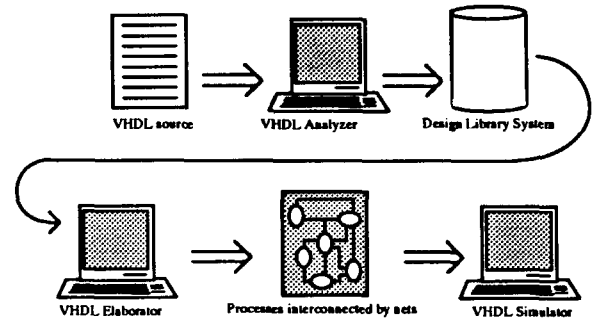 VHDL source
VHDL Analyzer
Design Library System
VHDL Elaborator
Processes interconnected by nets
VHDL Simulator